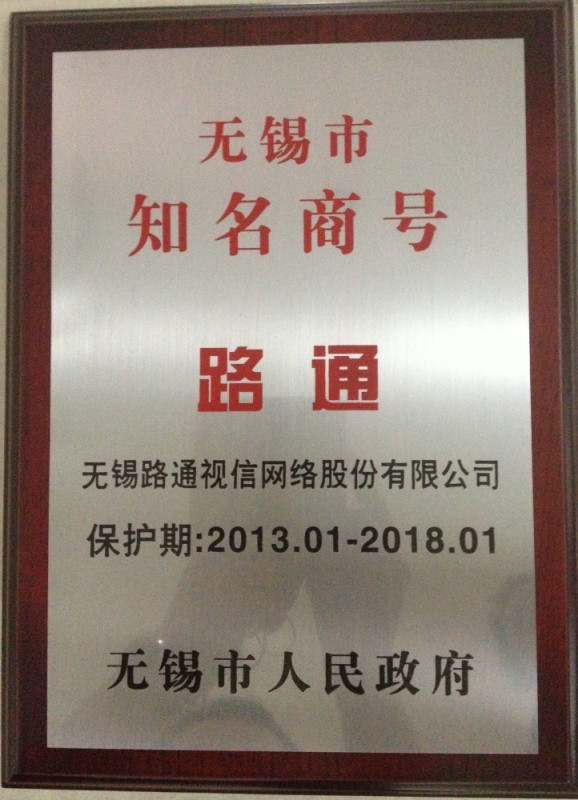 无锡市
知名商号
路通
无锡路通视信网络股份有限公司
保护期:2013.01-2018.01
无锡市人民政府